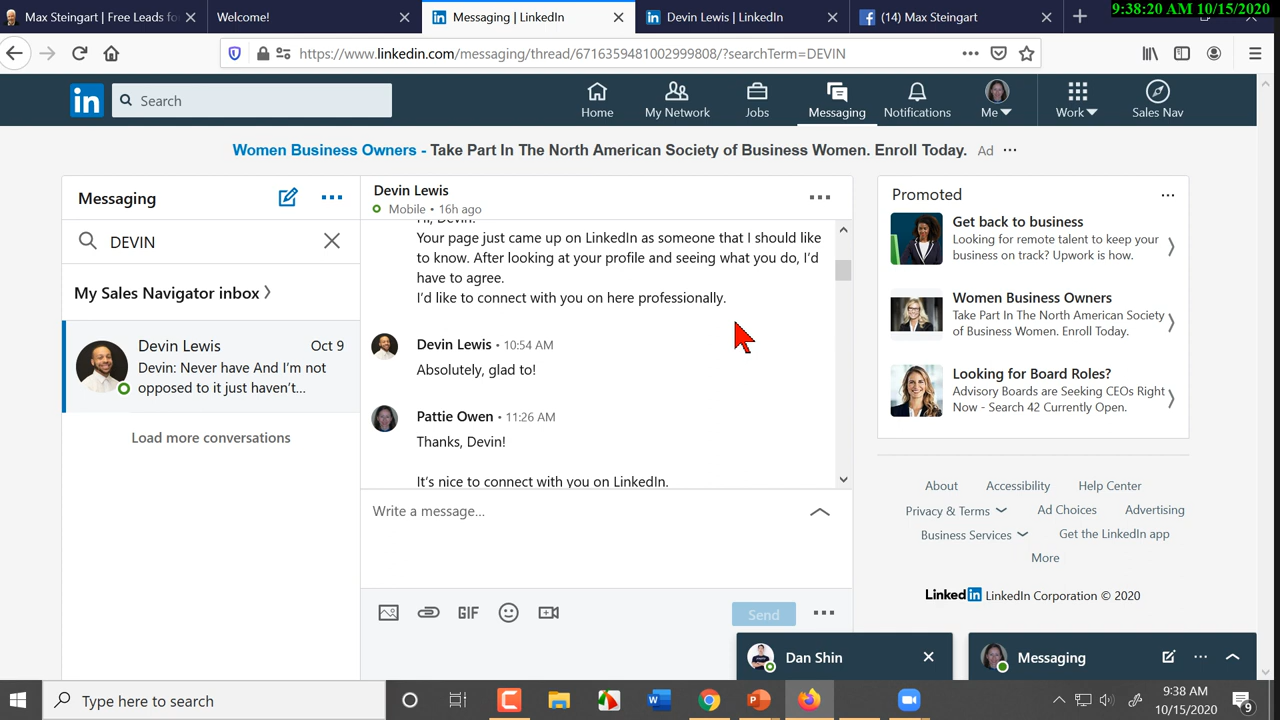 Max Steingart | Free Leads fo
Welcome!
Messaging | LinkedIn
Devin Lewis | LinkedIn
(14) Max Steingart
9:38:20 AM 10/15/2020
https://www.linkedin.com/messaging/thread/6716359481002999808/?searchTerm=DEVIN
in
Search
Home
My Network
Jobs
Messaging
Notifications
Me
Work
Sales Nav
Women Business Owners - Take Part In The North American Society of Business Women. Enroll Today. Ad
Messaging
DEVIN
My Sales Navigator inbox
Devin Lewis Oct 9
Devin: Never have And I'm not
opposed to it just haven't...
Load more conversations
Devin Lewis
Mobile • 16h ago
Hi, Devin!
Your page just came up on LinkedIn as someone that I should like
to know. After looking at your profile and seeing what you do, I'd
have to agree.
I'd like to connect with you on here professionally.
Devin Lewis • 10:54 AM
Absolutely, glad to!
Pattie Owen • 11:26 AM
Thanks, Devin!
It's nice to connect with you on LinkedIn.
Write a message...
GIF
Send
Promoted
Get back to business
Looking for remote talent to keep your
business on track? Upwork is how.
Women Business Owners
Take Part In The North American Society
of Business Women. Enroll Today.
Looking for Board Roles?
Advisory Boards are Seeking CEOs Right
Now - Search 42 Currently Open.
About Accessibility Help Center
Privacy & Terms Ad Choices Advertising
Business Services Get the LinkedIn app
More
Linked in LinkedIn Corporation © 2020
Dan Shin
Messaging
Type here to search
9:38 AM
10/15/2020
9